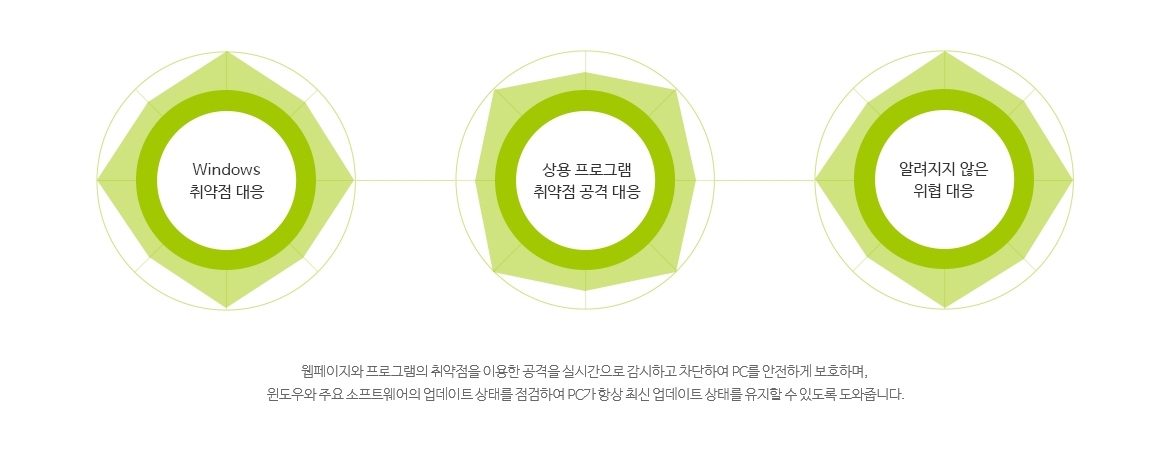 Windows
취약점 대응
상용 프로그램
취약점 공격 대응
알려지지 않은
위협 대응
웹페이지와 프로그램의 취약점을 이용한 공격을 실시간으로 감시하고 차단하여 PC를 안전하게 보호하며,
윈도우와 주요 소프트웨어의 업데이트 상태를 점검하여 PC가 항상 최신 업데이트 상태를 유지할 수 있도록 도와줍니다.